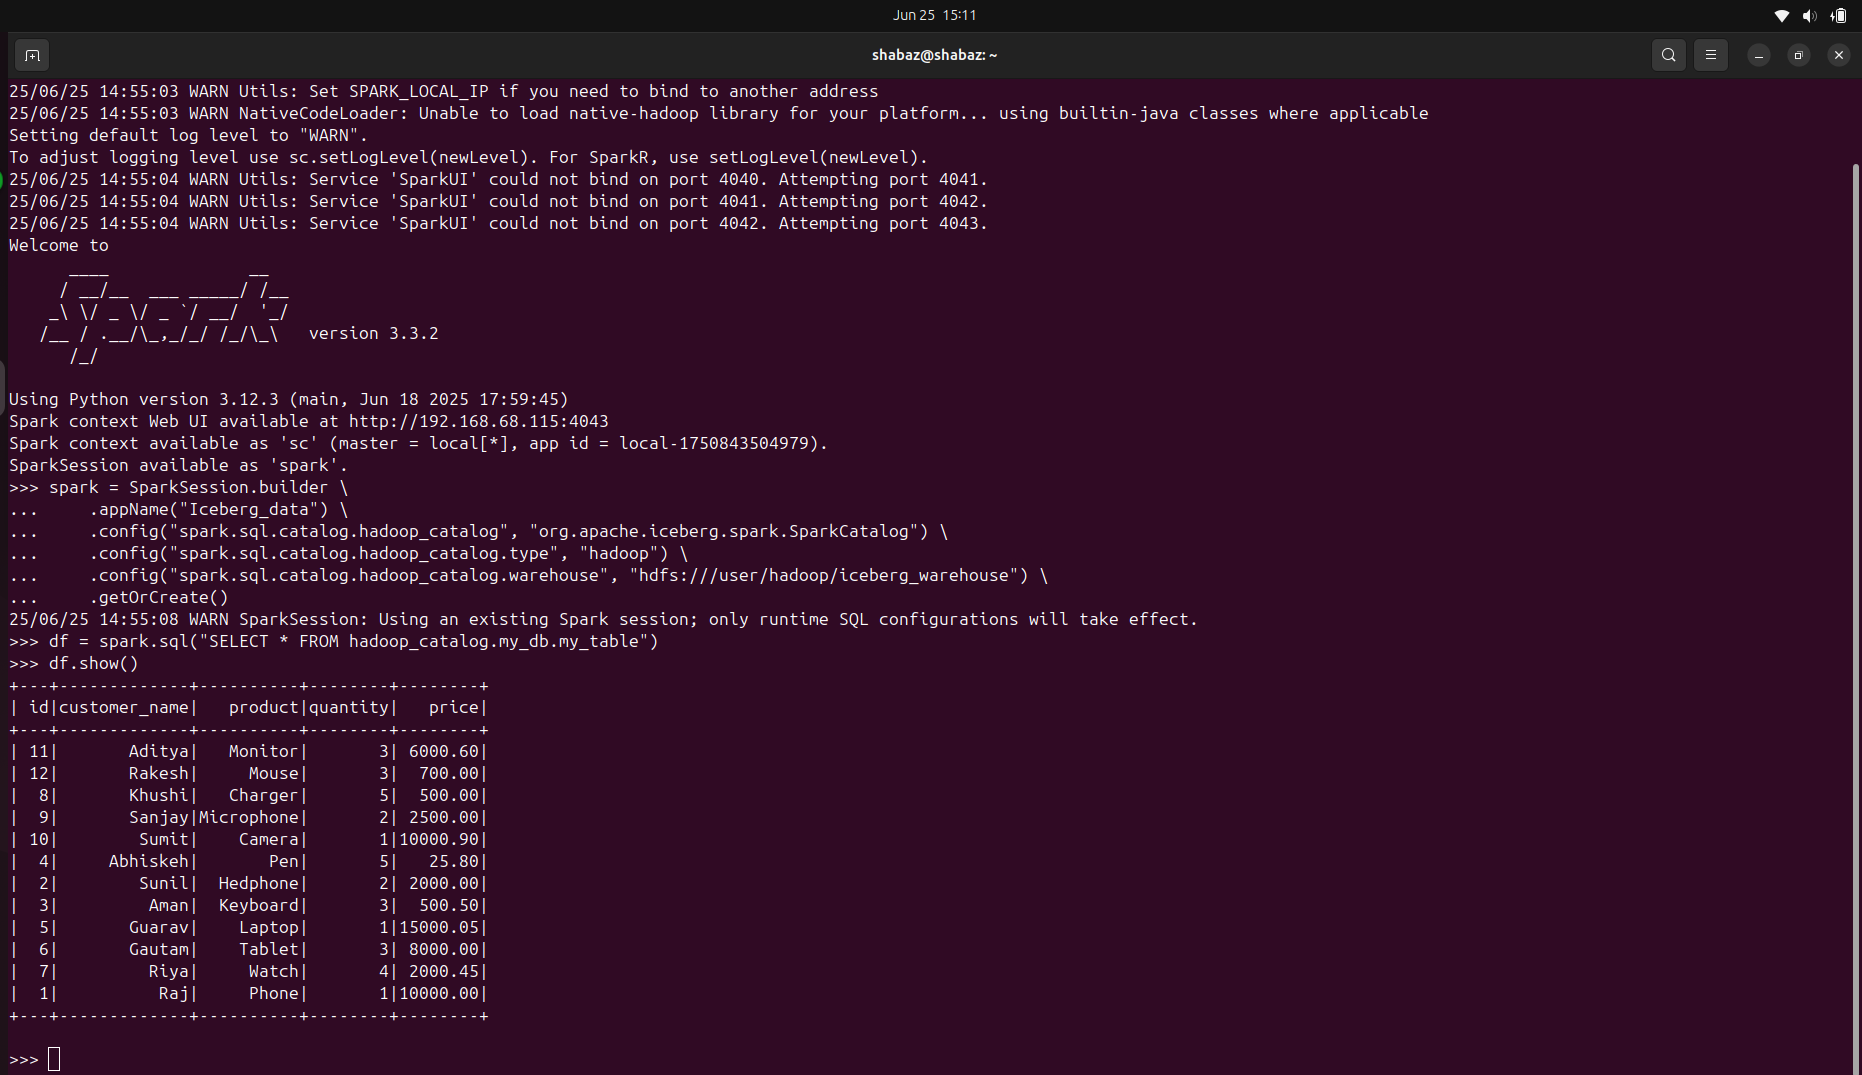 Jun 25  15:11
shabaz@shabaz: ~
25/06/25 14:55:03 WARN Utils: Set SPARK_LOCAL_IP if you need to bind to another address
25/06/25 14:55:03 WARN NativeCodeLoader: Unable to load native-hadoop library for your platform... using builtin-java classes where applicable
Setting default log level to "WARN".
To adjust logging level use sc.setLogLevel(newLevel). For SparkR, use setLogLevel(newLevel).
25/06/25 14:55:04 WARN Utils: Service 'SparkUI' could not bind on port 4040. Attempting port 4041.
25/06/25 14:55:04 WARN Utils: Service 'SparkUI' could not bind on port 4041. Attempting port 4042.
25/06/25 14:55:04 WARN Utils: Service 'SparkUI' could not bind on port 4042. Attempting port 4043.
Welcome to
      ____              __
     / __/__  ___ _____/ /__
    _\ \/ _ \/ _ `/ __/  '_/
   /__ / .__/\_,_/_/ /_/\_\   version 3.3.2
      /_/
Using Python version 3.12.3 (main, Jun 18 2025 17:59:45)
Spark context Web UI available at http://192.168.68.115:4043
Spark context available as 'sc' (master = local[*], app id = local-1750843504979).
SparkSession available as 'spark'.
>>> spark = SparkSession.builder \
...     .appName("Iceberg_data") \
...     .config("spark.sql.catalog.hadoop_catalog", "org.apache.iceberg.spark.SparkCatalog") \
...     .config("spark.sql.catalog.hadoop_catalog.type", "hadoop") \
...     .config("spark.sql.catalog.hadoop_catalog.warehouse", "hdfs:///user/hadoop/iceberg_warehouse") \
...     .getOrCreate()
25/06/25 14:55:08 WARN SparkSession: Using an existing Spark session; only runtime SQL configurations will take effect.
>>> df = spark.sql("SELECT * FROM hadoop_catalog.my_db.my_table")
>>> df.show()
+---+-------------+----------+--------+--------+
| id|customer_name|   product|quantity|   price|
+---+-------------+----------+--------+--------+
| 11|       Aditya|   Monitor|       3| 6000.60|
| 12|       Rakesh|     Mouse|       3|  700.00|
|  8|       Khushi|   Charger|       5|  500.00|
|  9|       Sanjay|Microphone|       2| 2500.00|
| 10|        Sumit|    Camera|       1|10000.90|
|  4|     Abhiskeh|       Pen|       5|   25.80|
|  2|        Sunil|  Hedphone|       2| 2000.00|
|  3|         Aman|  Keyboard|       3|  500.50|
|  5|       Guarav|    Laptop|       1|15000.05|
|  6|       Gautam|    Tablet|       3| 8000.00|
|  7|         Riya|     Watch|       4| 2000.45|
|  1|          Raj|     Phone|       1|10000.00|
+---+-------------+----------+--------+--------+
>>>